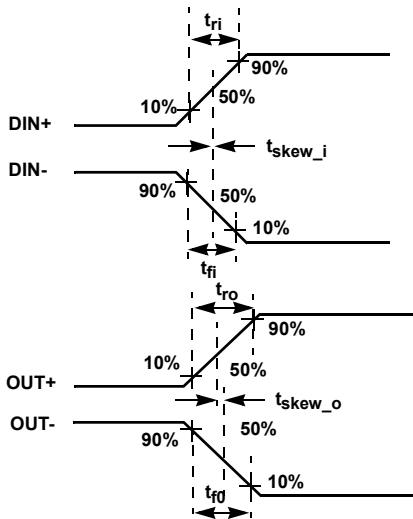 tri
90%
10%
50%
DIN+
tskew_i
DIN-
90%
50%
10%
tfi
tro
90%
10%
50%
OUT+
tskew_o
OUT-
50%
90%
10%
tf0